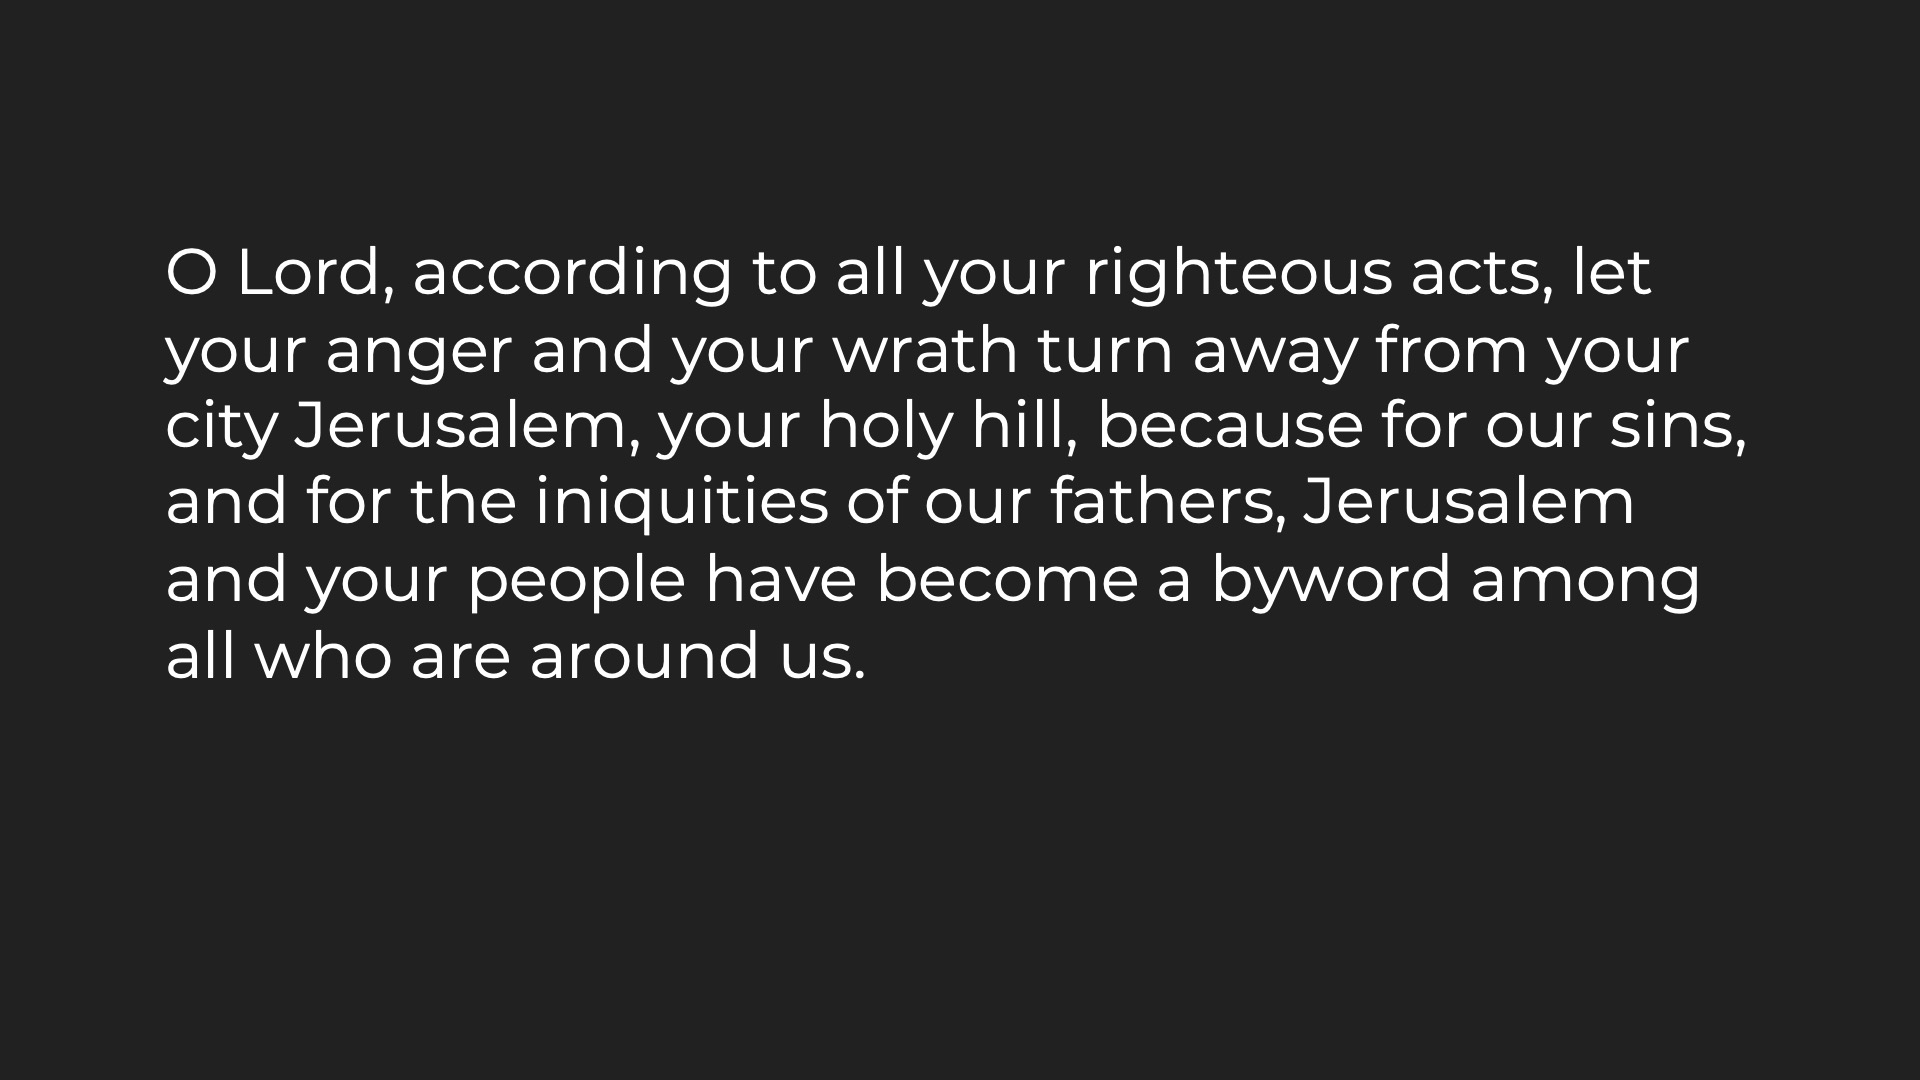 O Lord, according to all your righteous acts, let
your anger and your wrath turn away from your
city Jerusalem, your holy hill, because for our sins,
and for the iniquities of our fathers, Jerusalem
and your people have become a byword among
all who are around us.